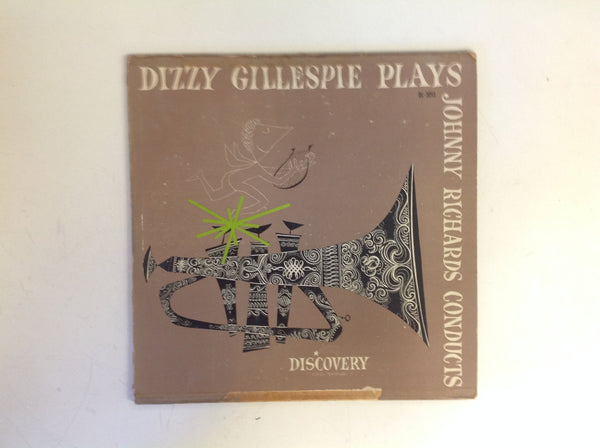 DIZZY GILLESPIE PLAYS
JOHNNY RICHARDS CONDUCTS
DISCOVERY